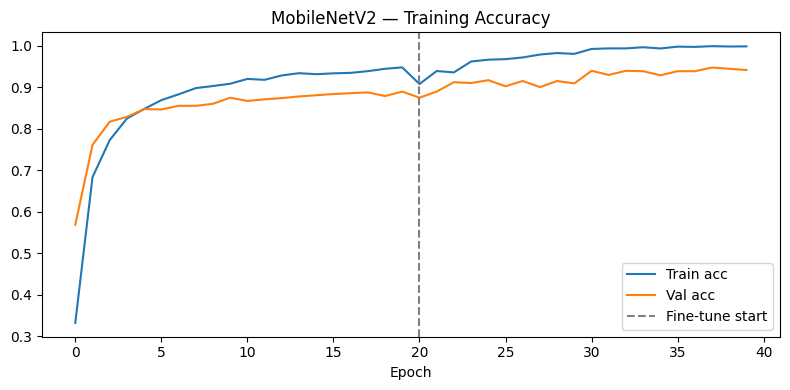 MobileNetV2 — Training Accuracy
1.0
0.9
0.8
0.7
0.6
0.5
0.4
0.3
Train acc
Val acc
Fine-tune start
0 5 10 15 20 25 30 35 40
Epoch